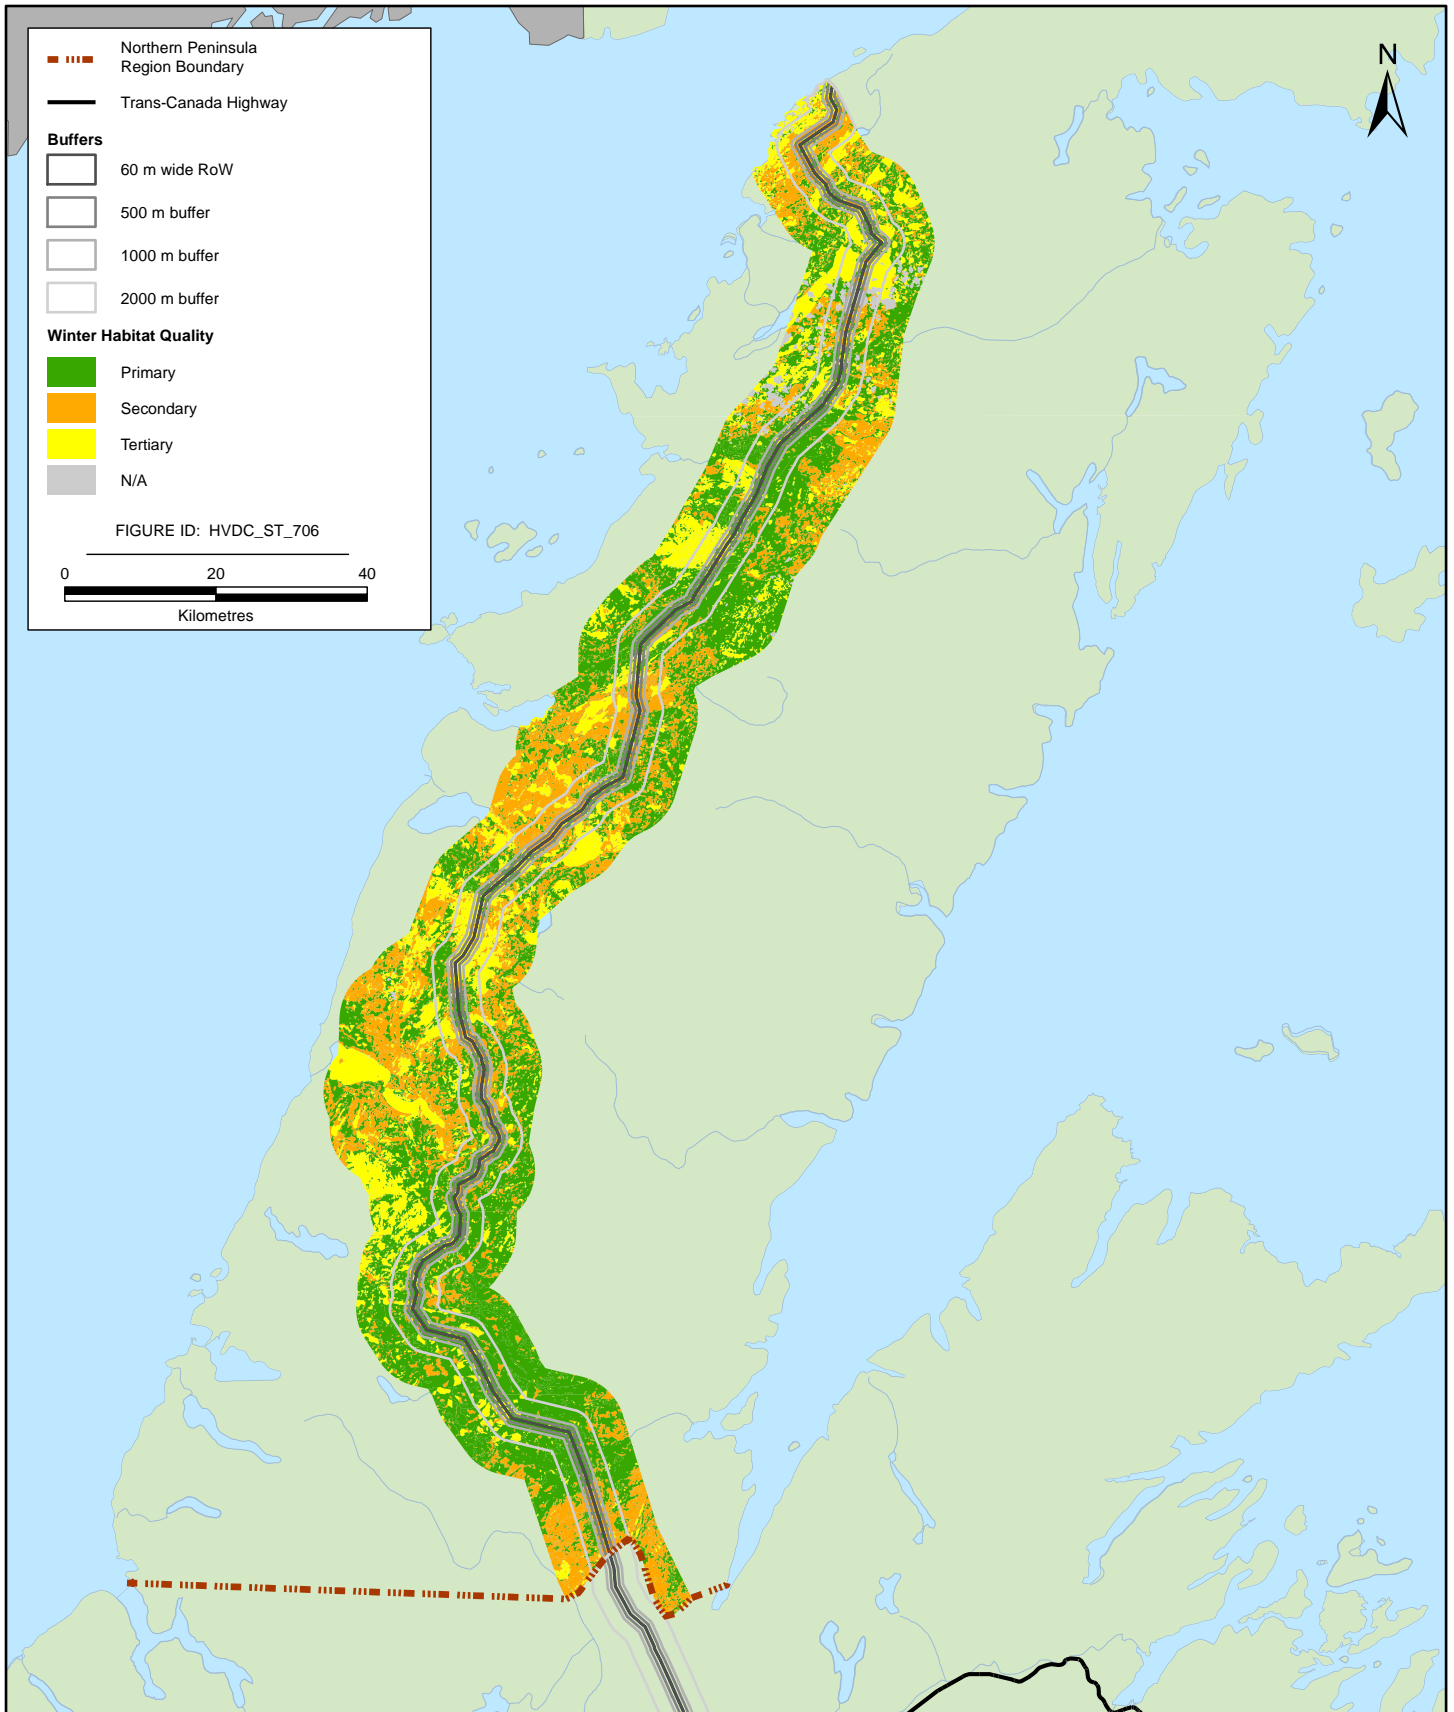 Northern Peninsula
Region Boundary
Trans-Canada Highway
Buffers
60 m wide RoW
500 m buffer
1000 m buffer
2000 m buffer
Winter Habitat Quality
Primary
Secondary
Tertiary
N/A
FIGURE ID: HVDC_ST_706
0 20 40
Kilometres
N